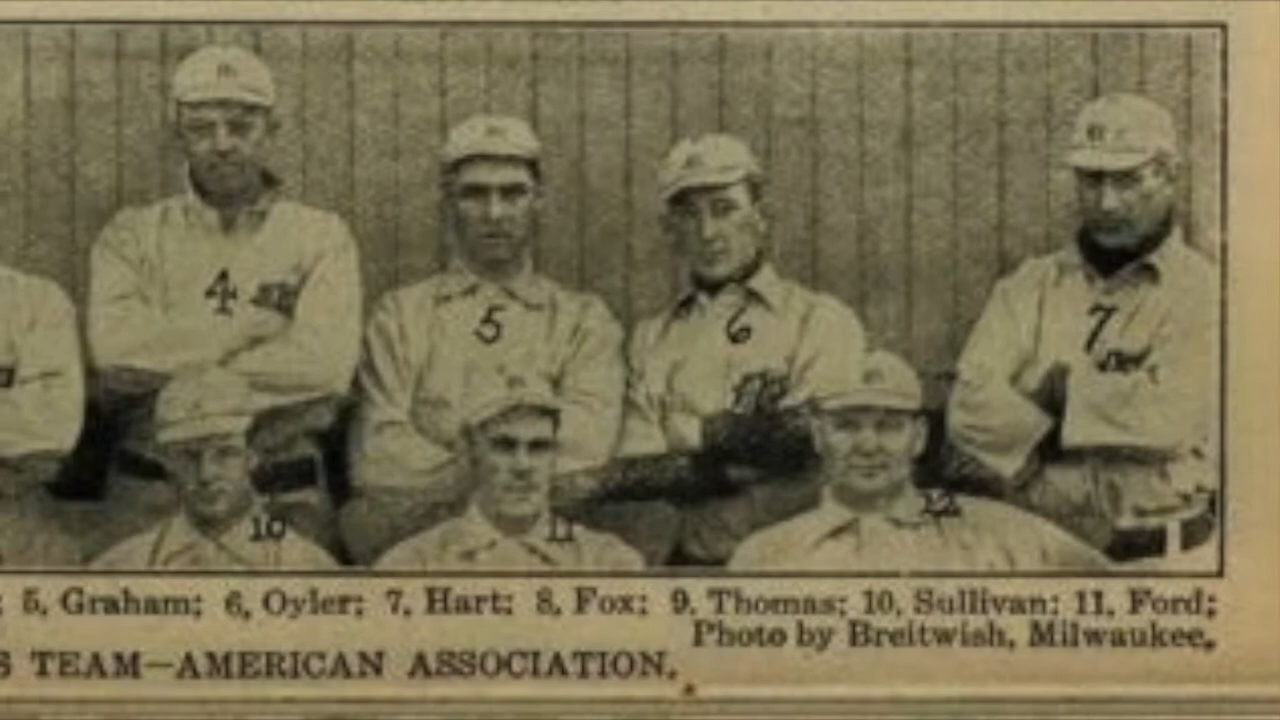 4
5
6
7
10
11
12
; 5, Graham; 6, Oyler; 7, Hart; 8, Fox; 9, Thomas; 10, Sullivan; 11, Ford;
Photo by Breitwish, Milwaukee.
S TEAM—AMERICAN ASSOCIATION.